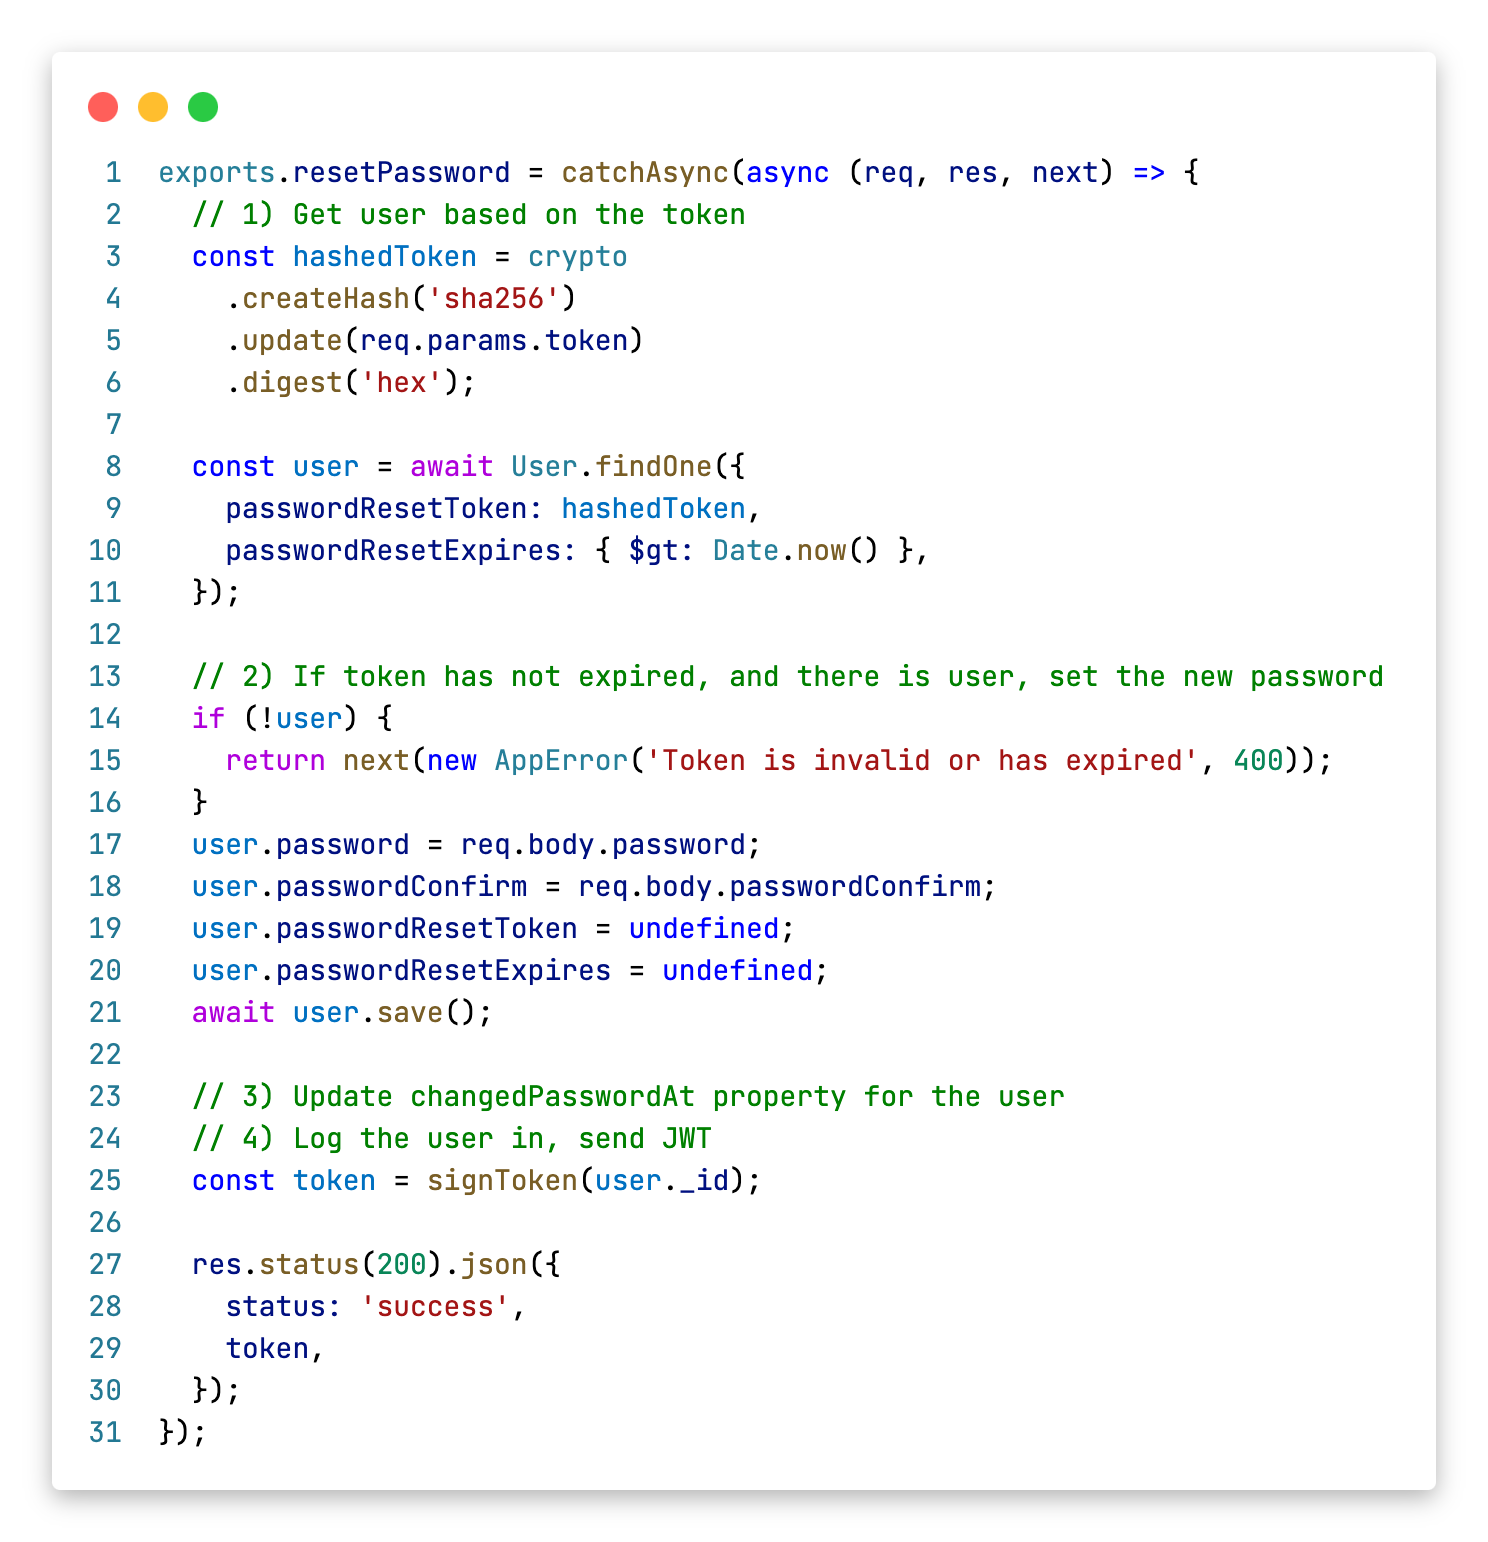 1 exports.resetPassword = catchAsync(async (req, res, next) => {
2   // 1) Get user based on the token
3   const hashedToken = crypto
4     .createHash('sha256')
5     .update(req.params.token)
6     .digest('hex');
7
8   const user = await User.findOne({
9     passwordResetToken: hashedToken,
10     passwordResetExpires: { $gt: Date.now() },
11   });
12
13   // 2) If token has not expired, and there is user, set the new password
14   if (!user) {
15     return next(new AppError('Token is invalid or has expired', 400));
16   }
17   user.password = req.body.password;
18   user.passwordConfirm = req.body.passwordConfirm;
19   user.passwordResetToken = undefined;
20   user.passwordResetExpires = undefined;
21   await user.save();
22
23   // 3) Update changedPasswordAt property for the user
24   // 4) Log the user in, send JWT
25   const token = signToken(user._id);
26
27   res.status(200).json({
28     status: 'success',
29     token,
30   });
31 });